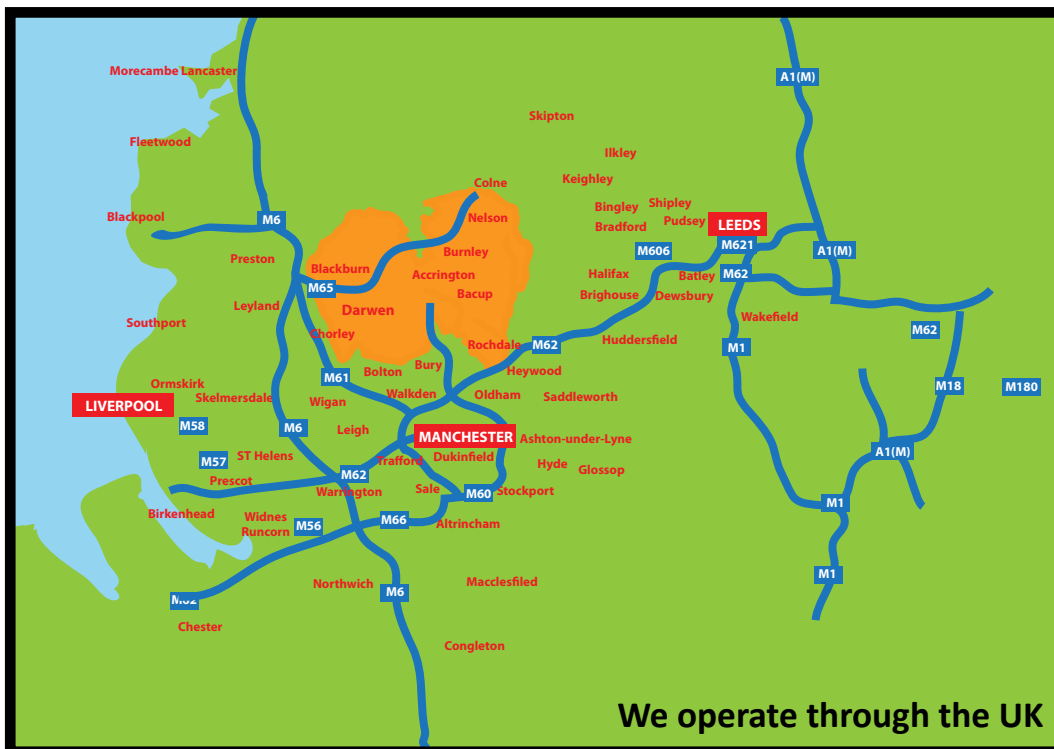 Morecambe Lancaster
A1(M)
Skipton
Fleetwood
Ilkley
Keighley
Colne
Bingley
Shipley
Blackpool
M6
Nelson
Bradford
Pudsey
LEEDS
M621
Preston
Burnley
M606
A1(M)
Blackburn
Accrington
Halifax
Batley
M62
M65
Bacup
Brighouse
Dewsbury
Leyland
Darwen
Southport
Wakefield
M62
Chorley
Rochdale
M62
Huddersfield
M1
Bolton
Bury
Heywood
M61
Ormskirk
Skelmersdale
Walkden
Oldham
Saddleworth
M18
M180
LIVERPOOL
Wigan
M58
M6
Leigh
MANCHESTER
Ashton-under-Lyne
ST Helens
M57
Trafford
Dukinfield
Hyde
Glossop
A1(M)
Prescot
M62
Warrington
Sale
M60
Stockport
M1
Birkenhead
Widnes
Runcorn
M56
M66
Altrincham
M1
Northwich
M6
Macclesfiled
Chester
Congleton
We operate through the UK